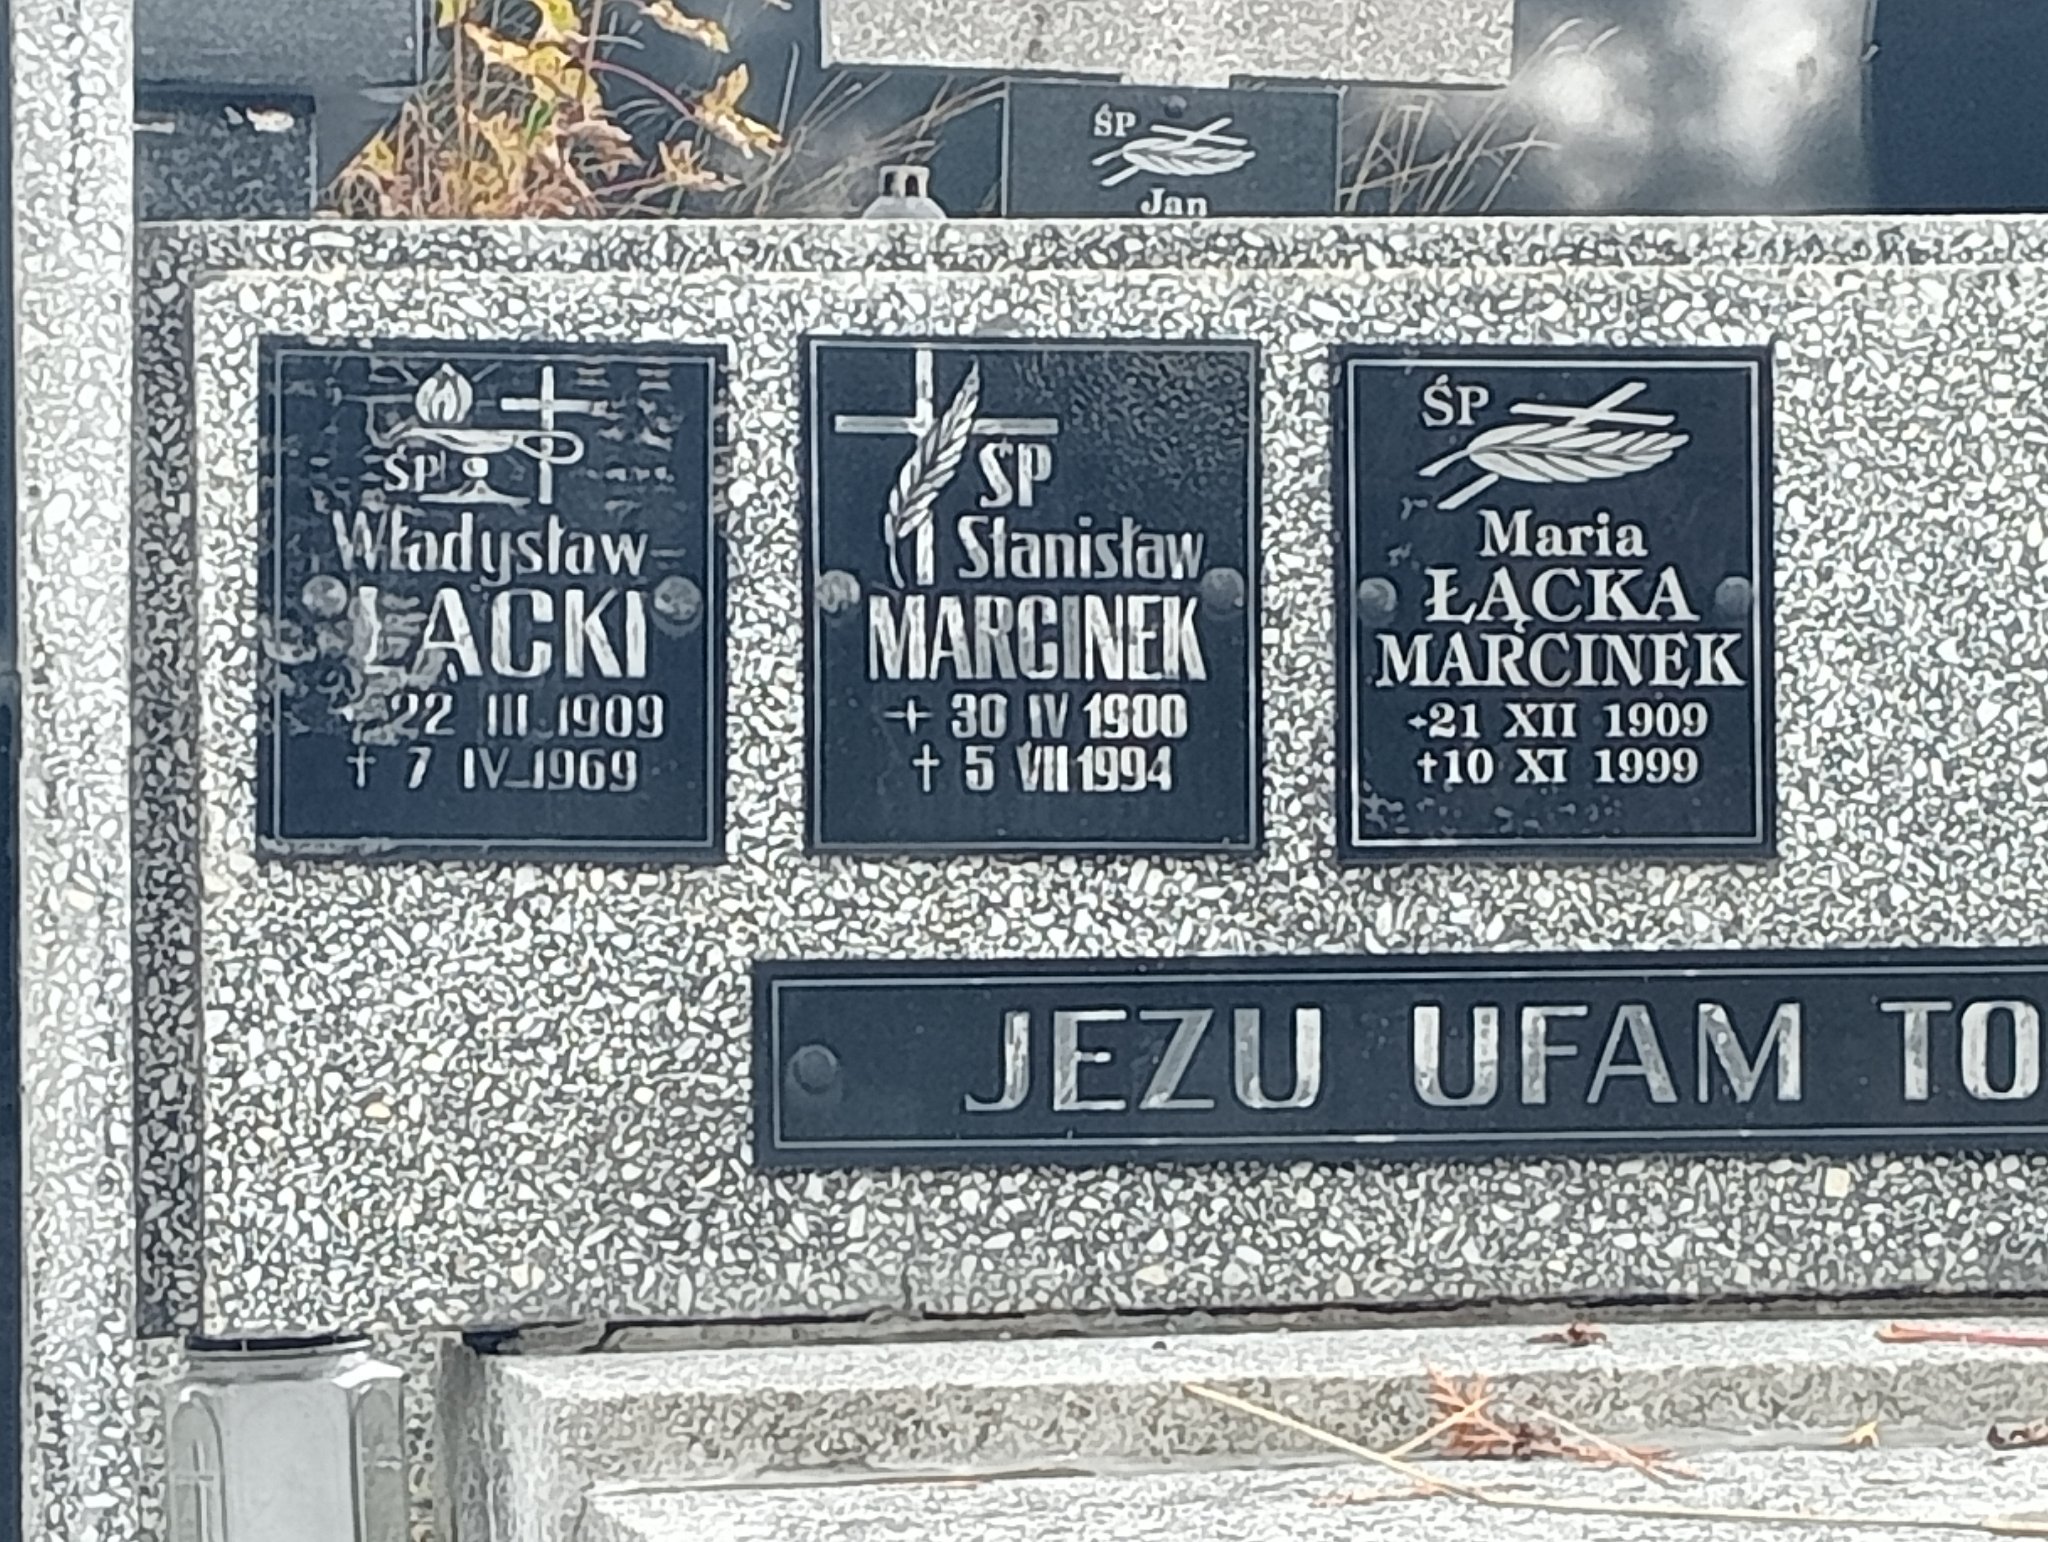 ŚP
Jan
ŚP
Władysław
ŁĄCKI
22 III 1909
† 7 IV 1969
ŚP
Stanisław
MARCINEK
30 IV 1900
† 5 VII 1994
ŚP
Maria
ŁĄCKA
MARCINEK
21 XII 1909
†10 XI 1999
JEZU UFAM TO